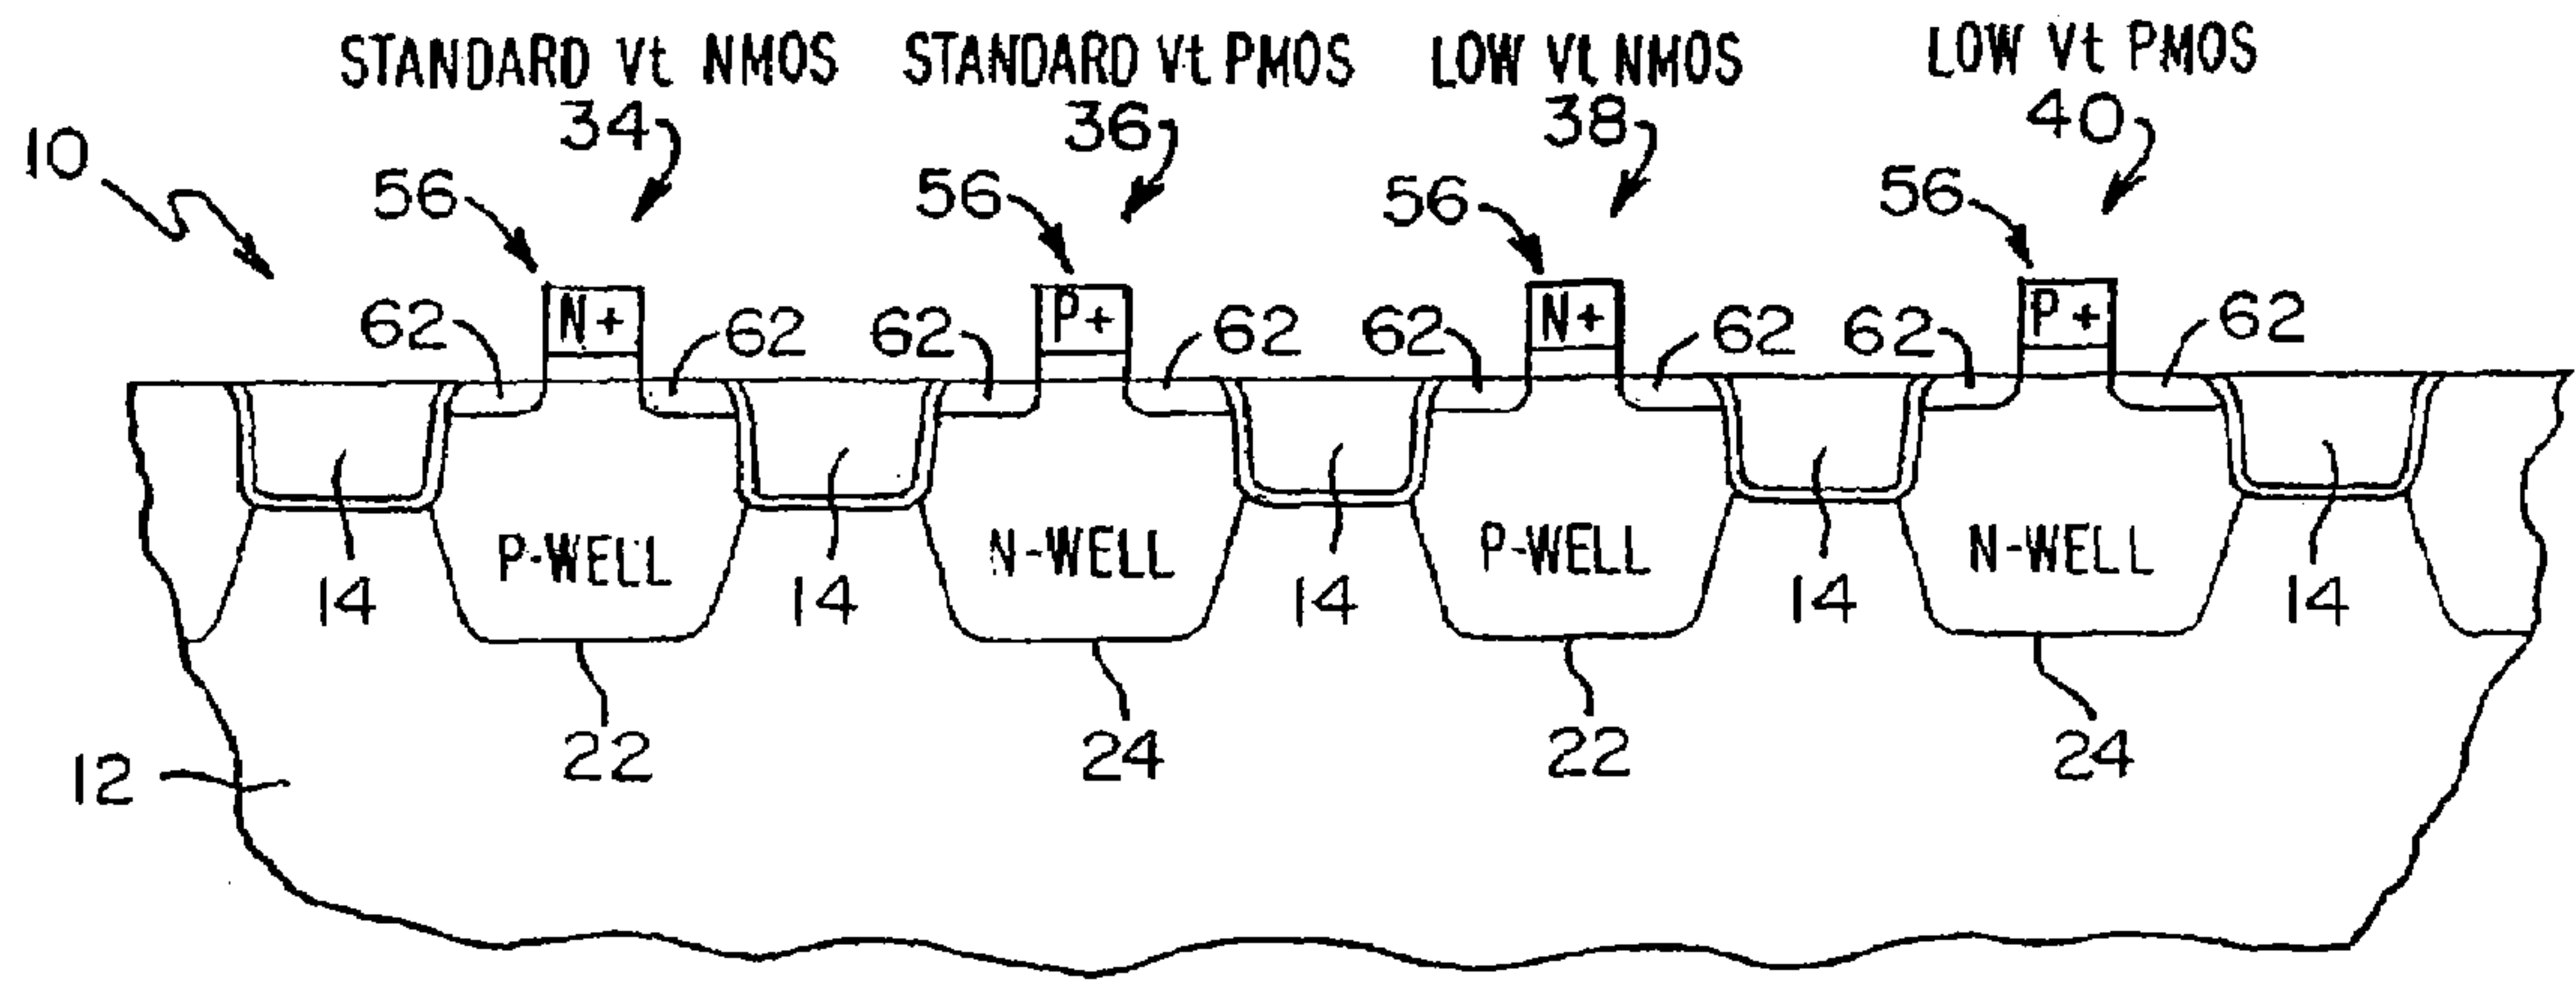 STANDARD Vt NMOS STANDARD Vt PMOS LOW Vt NMOS LOW Vt PMOS
34 36 38 40
10 56 56 56 56
N+ P+ N+ P+
62 62 62 62 62 62 62 62
P-WELL N-WELL P-WELL N-WELL
14 14 14 14 14
22 24 22 24
12